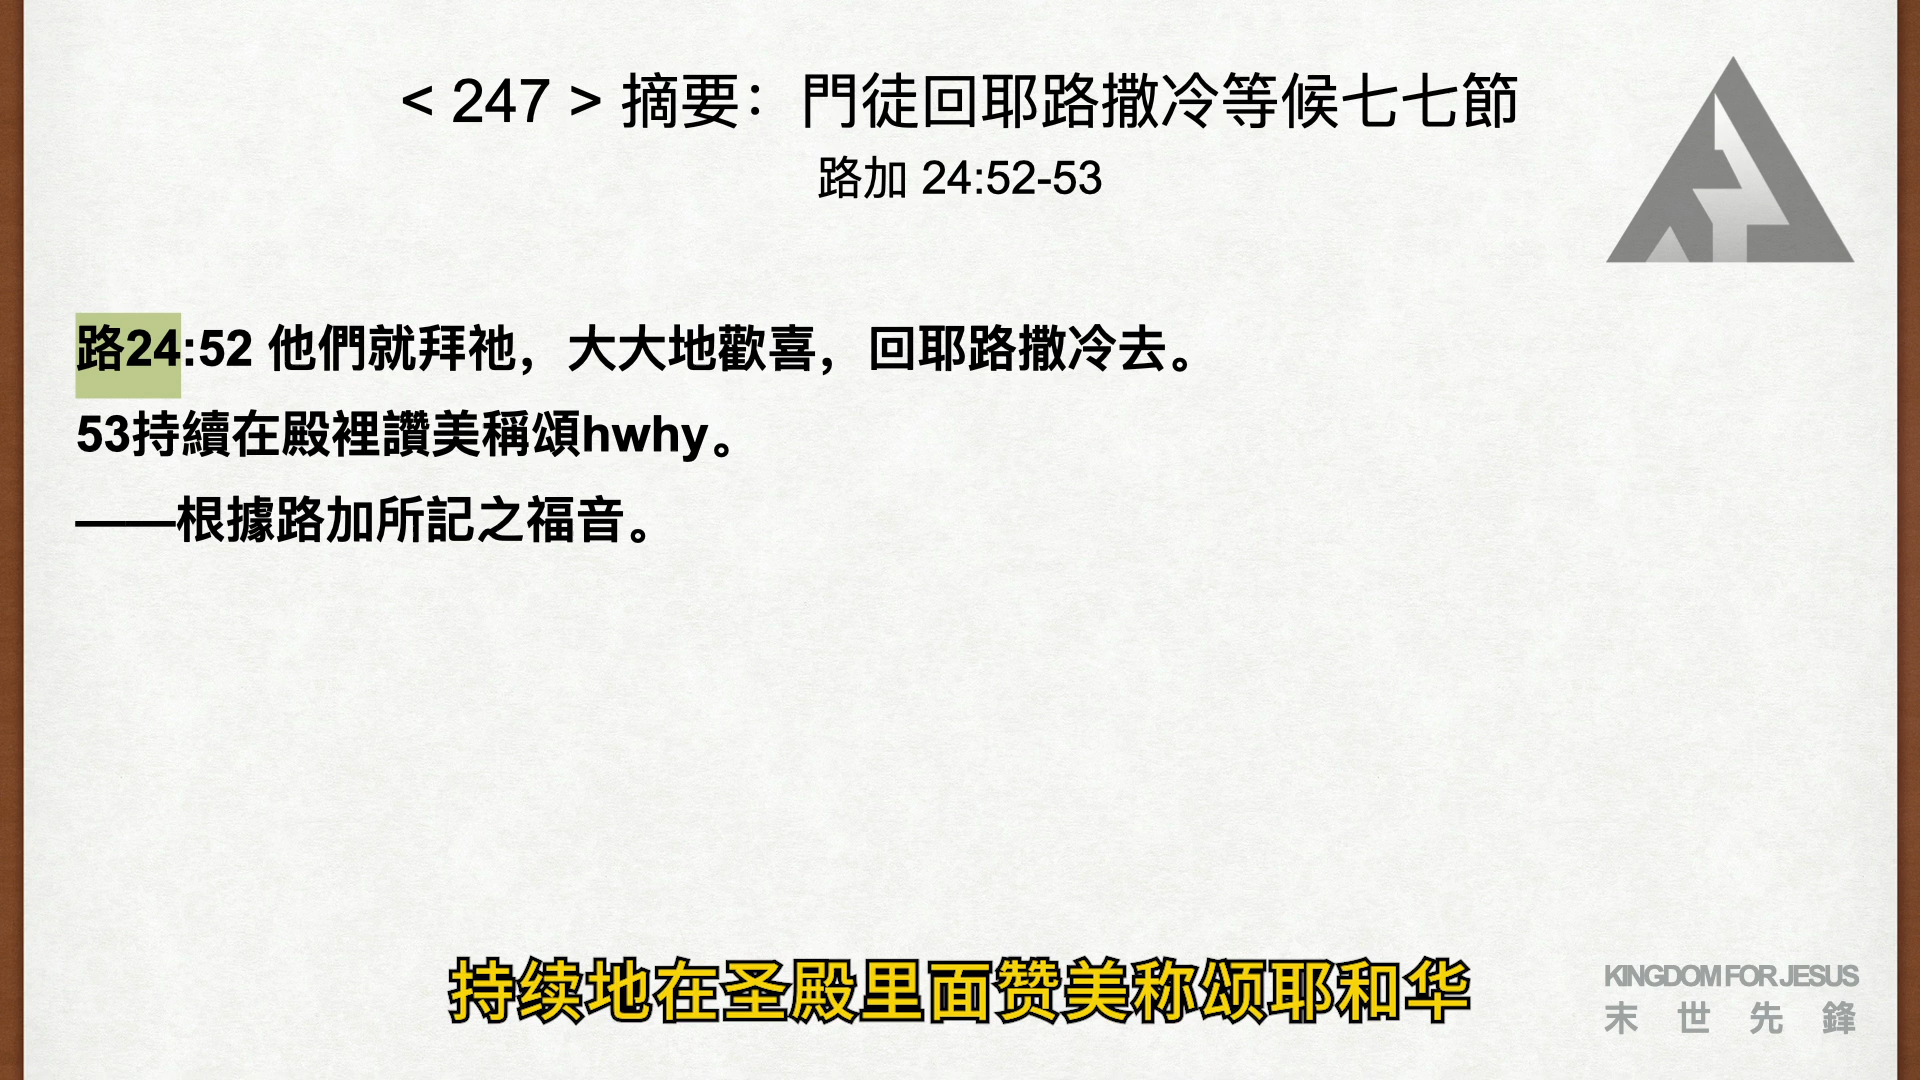 < 247 > 摘要：門徒回耶路撒冷等候七七節
路加 24:52-53
路24:52 他們就拜祂，大大地歡喜，回耶路撒冷去。
53持續在殿裡讚美稱頌hwhy。
——根據路加所記之福音。
持续地在圣殿里面赞美称颂耶和华
KINGDOM FOR JESUS
末世先鋒